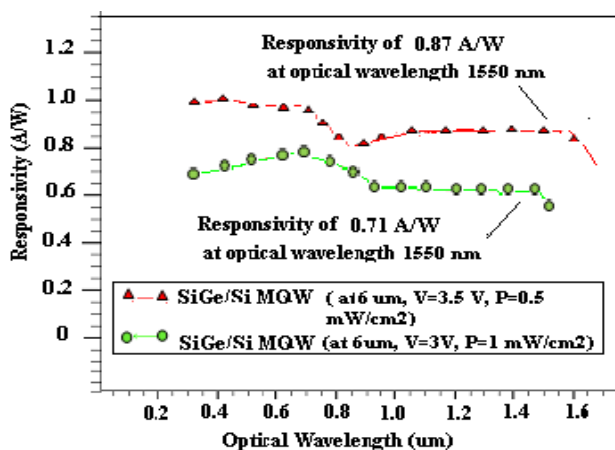 Responsivity of 0.87 A/W
at optical wavelength 1550 nm
Responsivity (A/W)
1.2
1.0
0.8
0.6
0.4
0.2
0
Responsivity of 0.71 A/W
at optical wavelength 1550 nm
SiGe/Si MQW ( at6 um, V=3.5 V, P=0.5
mW/cm2)
SiGe/Si MQW (at 6um, V=3V, P=1 mW/cm2)
0.2 0.4 0.6 0.8 1.0 1.2 1.4 1.6
Optical Wavelength (um)